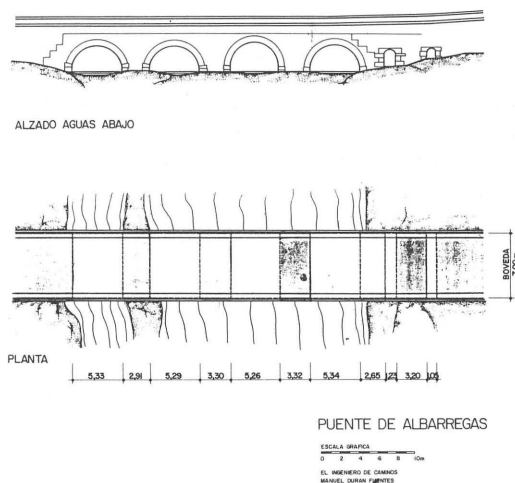 ALZADO AGUAS ABAJO
BOVEDA
PLANTA
5,33 2,91 5,29 3,30 5,26 3,32 5,34 2,65 1,23 3,20 1,05
PUENTE DE ALBARREGAS
ESCALA GRAFICA
0 2 4 6 8 10m
EL INGENIERO DE CAMINOS
MANUEL DURAN FUENTES